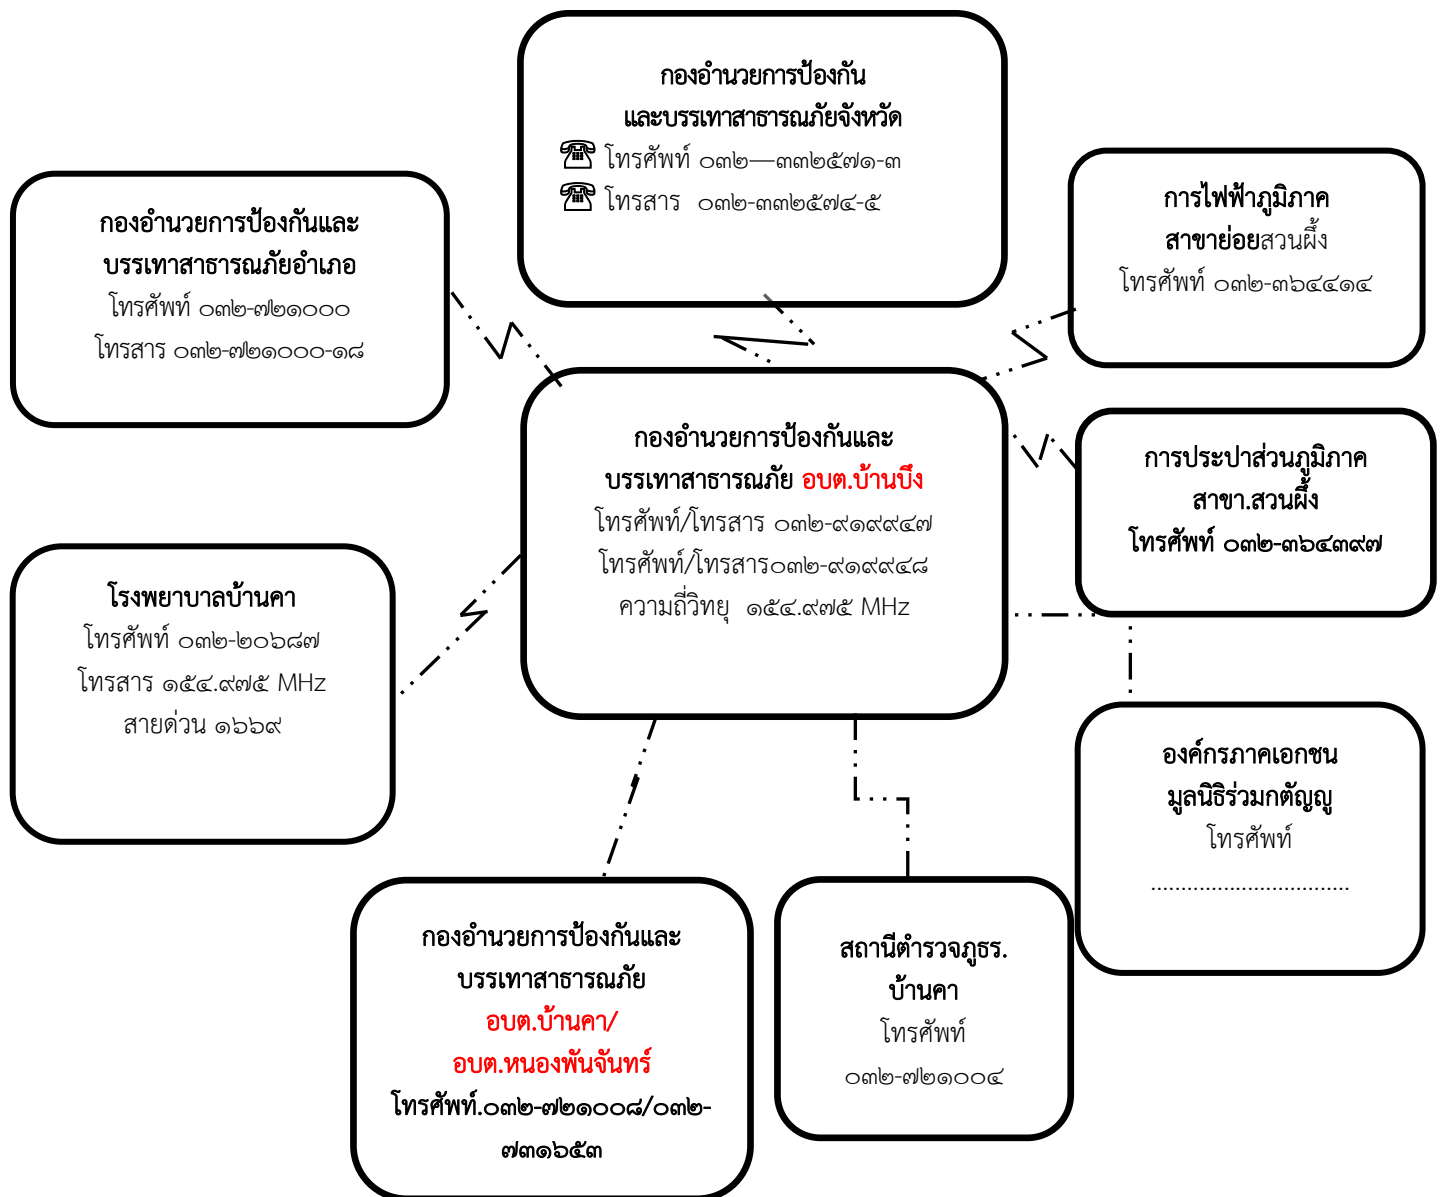 กองอำนวยการป้องกัน
และบรรเทาสาธารณภัยจังหวัด
โทรศัพท์ ๐๓๒—๓๓๒๕๗๑-๓
โทรสาร ๐๓๒-๓๓๒๕๗๔-๕
กองอำนวยการป้องกันและ
บรรเทาสาธารณภัยอำเภอ
โทรศัพท์ ๐๓๒-๗๒๑๐๐๐
โทรสาร ๐๓๒-๗๒๑๐๐๐-๑๘
การไฟฟ้าภูมิภาค
สาขาย่อยสวนผึ้ง
โทรศัพท์ ๐๓๒-๓๖๔๔๑๔
กองอำนวยการป้องกันและ
บรรเทาสาธารณภัย อบต.บ้านบึง
โทรศัพท์/โทรสาร ๐๓๒-๙๑๙๙๔๗
โทรศัพท์/โทรสาร๐๓๒-๙๑๙๙๔๘
ความถี่วิทยุ ๑๕๔.๙๗๕ MHz
การประปาส่วนภูมิภาค
สาขา.สวนผึ้ง
โทรศัพท์ ๐๓๒-๓๖๔๓๙๗
โรงพยาบาลบ้านคา
โทรศัพท์ ๐๓๒-๒๐๖๘๗
โทรสาร ๑๕๔.๙๗๕ MHz
สายด่วน ๑๖๖๙
องค์กรภาคเอกชน
มูลนิธิร่วมกตัญญู
โทรศัพท์
.................................
กองอำนวยการป้องกันและ
บรรเทาสาธารณภัย
อบต.บ้านคา/
อบต.หนองพันจันทร์
โทรศัพท์.๐๓๒-๗๒๑๐๐๘/๐๓๒-
๗๓๑๖๕๓
สถานีตำรวจภูธร.
บ้านคา
โทรศัพท์
๐๓๒-๗๒๑๐๐๔